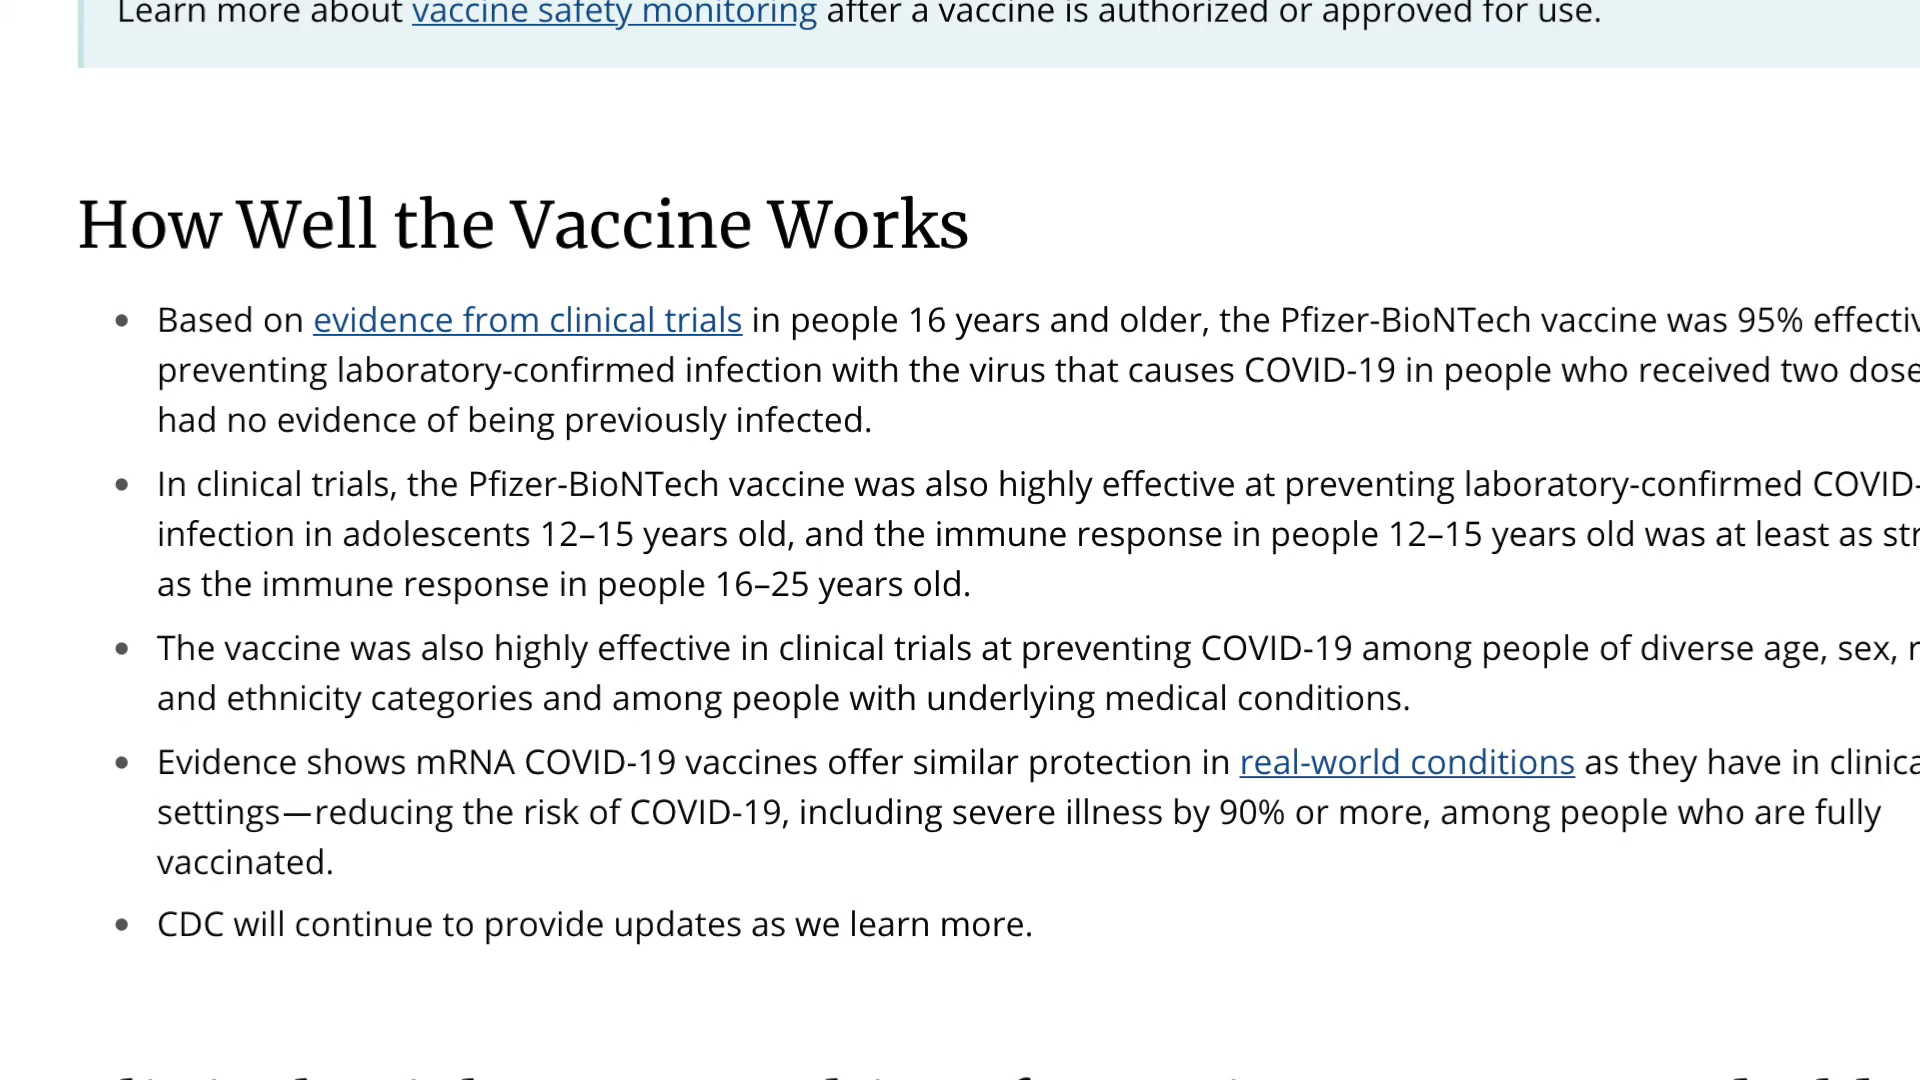 Learn more about vaccine safety monitoring after a vaccine is authorized or approved for use.
How Well the Vaccine Works
Based on evidence from clinical trials in people 16 years and older, the Pfizer-BioNTech vaccine was 95% effectiv
preventing laboratory-confirmed infection with the virus that causes COVID-19 in people who received two dose
had no evidence of being previously infected.
In clinical trials, the Pfizer-BioNTech vaccine was also highly effective at preventing laboratory-confirmed COVID-
infection in adolescents 12–15 years old, and the immune response in people 12–15 years old was at least as str
as the immune response in people 16–25 years old.
The vaccine was also highly effective in clinical trials at preventing COVID-19 among people of diverse age, sex, r
and ethnicity categories and among people with underlying medical conditions.
Evidence shows mRNA COVID-19 vaccines offer similar protection in real-world conditions as they have in clinica
settings—reducing the risk of COVID-19, including severe illness by 90% or more, among people who are fully
vaccinated.
CDC will continue to provide updates as we learn more.